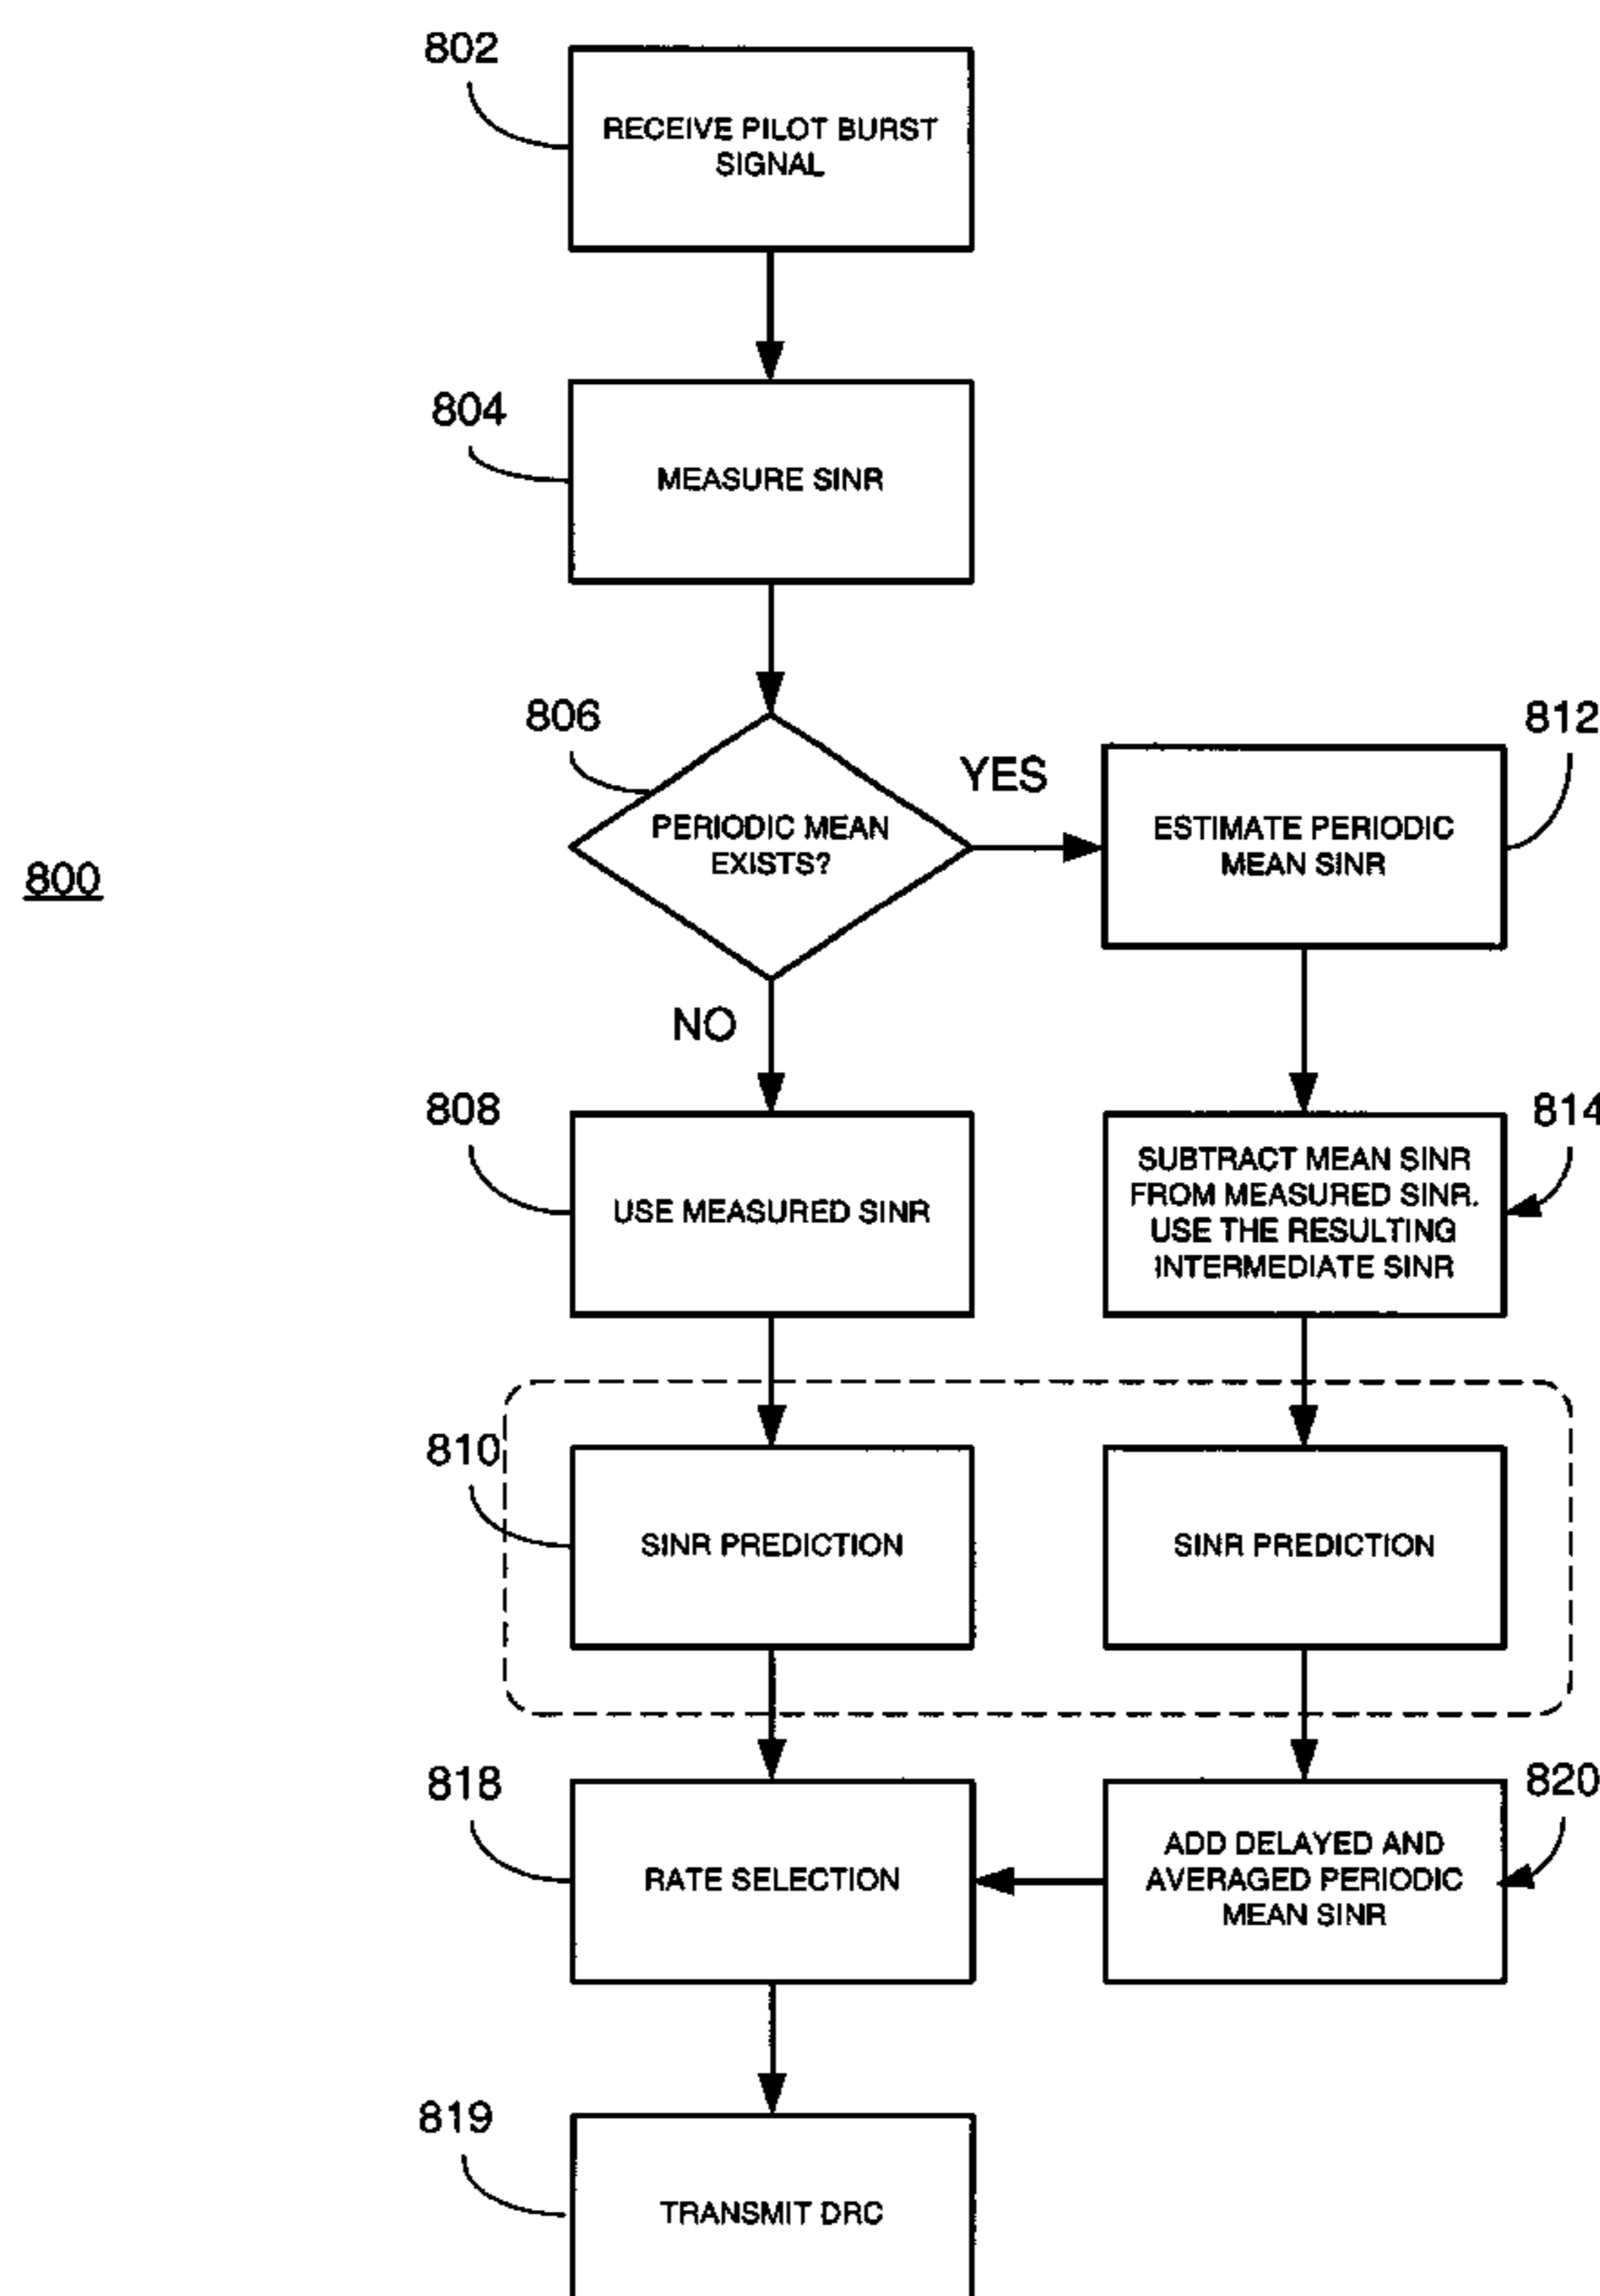 802
RECEIVE PILOT BURST
SIGNAL
804
MEASURE SINR
806
PERIODIC MEAN
EXISTS?
YES
812
ESTIMATE PERIODIC
MEAN SINR
800
NO
808
USE MEASURED SINR
814
SUBTRACT MEAN SINR
FROM MEASURED SINR.
USE THE RESULTING
INTERMEDIATE SINR
810
SINR PREDICTION
SINR PREDICTION
818
RATE SELECTION
820
ADD DELAYED AND
AVERAGED PERIODIC
MEAN SINR
819
TRANSMIT DRC